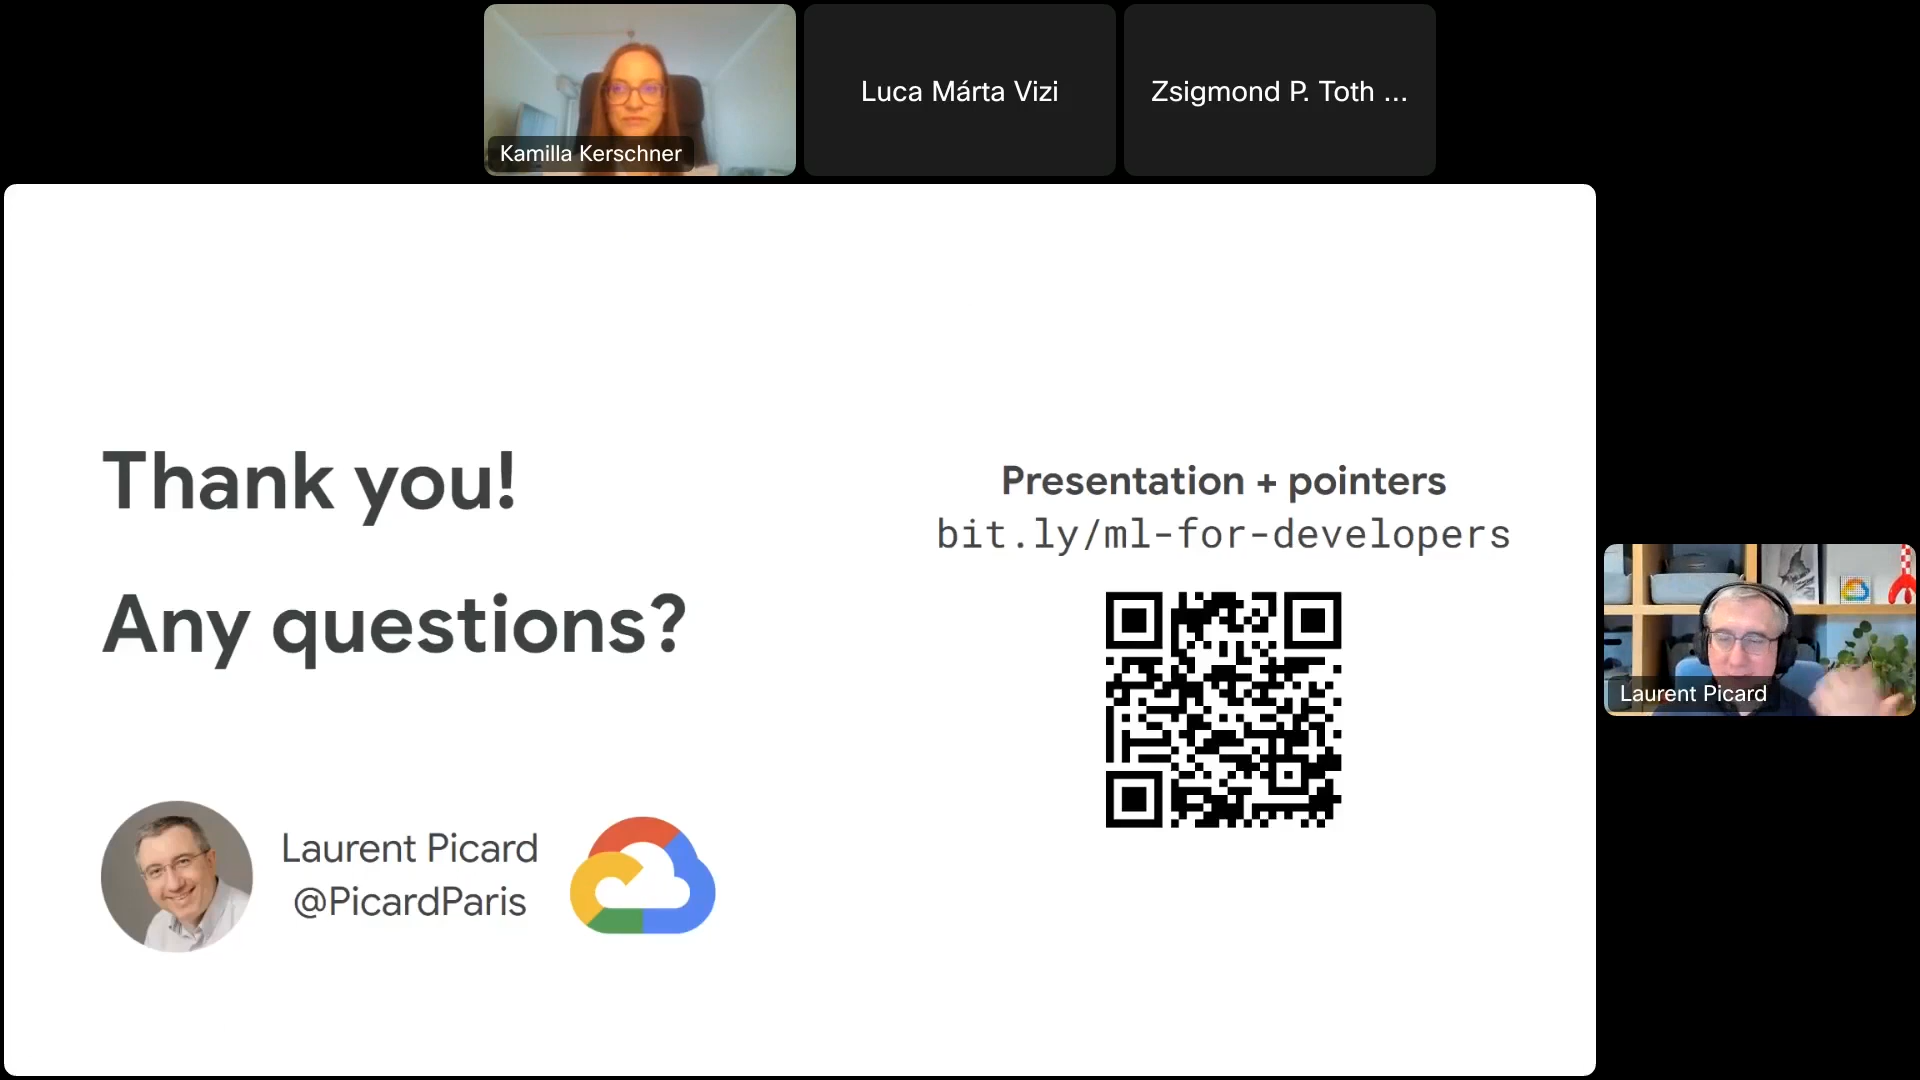 Kamilla Kerschner
Luca Márta Vizi
Zsigmond P. Toth ...
Thank you!
Any questions?
Laurent Picard
@PicardParis
Presentation + pointers
bit.ly/ml-for-developers
Laurent Picard